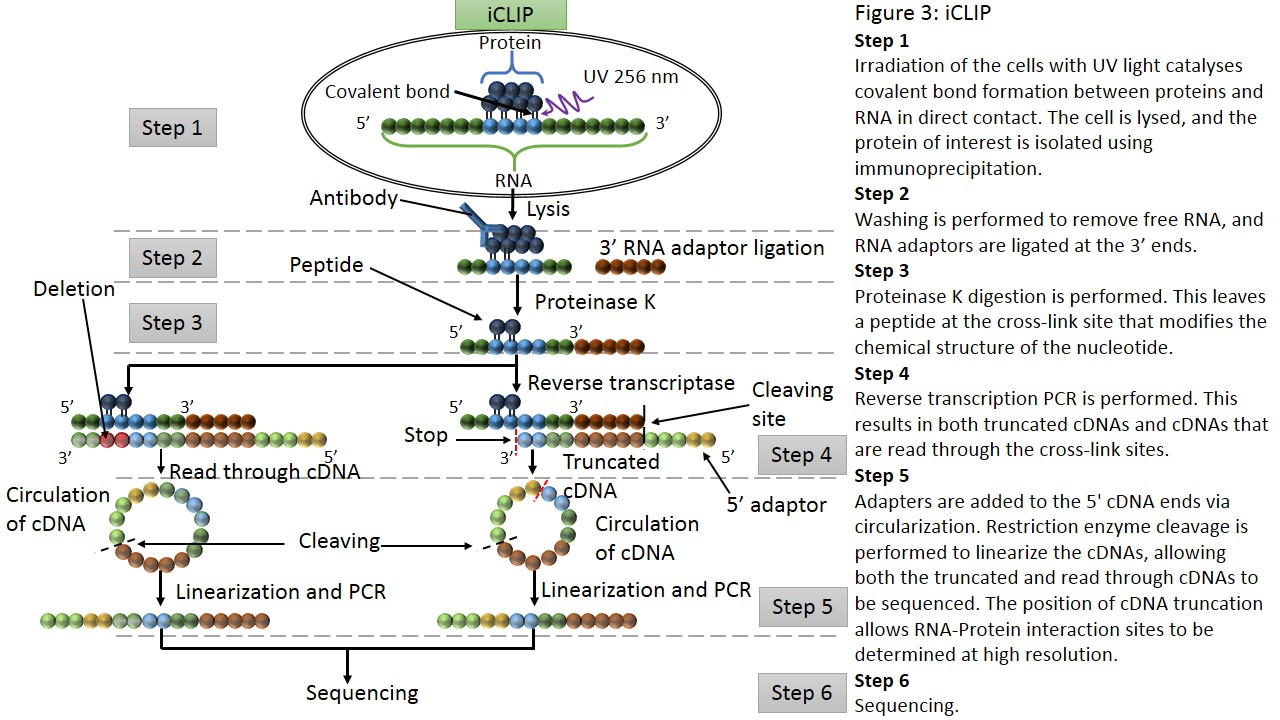 iCLIP
Protein
UV 256 nm
Covalent bond
5’
3’
Step 1
RNA
Antibody
Lysis
Step 2
3’ RNA adaptor ligation
Peptide
Deletion
Proteinase K
Step 3
5’
3’
Reverse transcriptase
Cleaving
site
5’
3’
5’
3’
Stop
3’
5’
3’
5’
Step 4
Read through cDNA
Truncated
cDNA
5’ adaptor
Circulation
of cDNA
Circulation
of cDNA
Cleaving
Linearization and PCR
Linearization and PCR
Step 5
Sequencing
Step 6
Figure 3: iCLIP
Step 1
Irradiation of the cells with UV light catalyses
covalent bond formation between proteins and
RNA in direct contact. The cell is lysed, and the
protein of interest is isolated using
immunoprecipitation.
Step 2
Washing is performed to remove free RNA, and
RNA adaptors are ligated at the 3’ ends.
Step 3
Proteinase K digestion is performed. This leaves
a peptide at the cross-link site that modifies the
chemical structure of the nucleotide.
Step 4
Reverse transcription PCR is performed. This
results in both truncated cDNAs and cDNAs that
are read through the cross-link sites.
Step 5
Adapters are added to the 5' cDNA ends via
circularization. Restriction enzyme cleavage is
performed to linearize the cDNAs, allowing
both the truncated and read through cDNAs to
be sequenced. The position of cDNA truncation
allows RNA-Protein interaction sites to be
determined at high resolution.
Step 6
Sequencing.